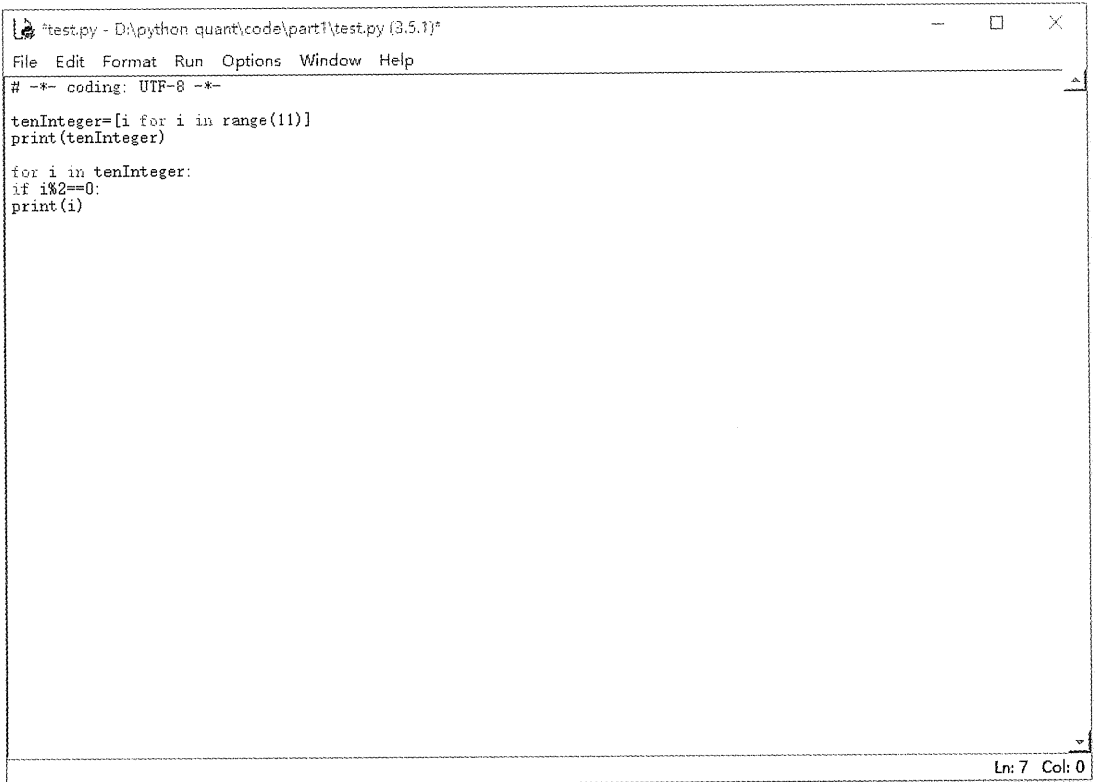 *test.py - D:\python quant\code\part1\test.py (3.5.1)*
File Edit Format Run Options Window Help
# -*- coding: UTF-8 -*-
tenInteger=[i for i in range(11)]
print(tenInteger)
for i in tenInteger:
if i%2==0:
print(i)
Ln: 7 Col: 0